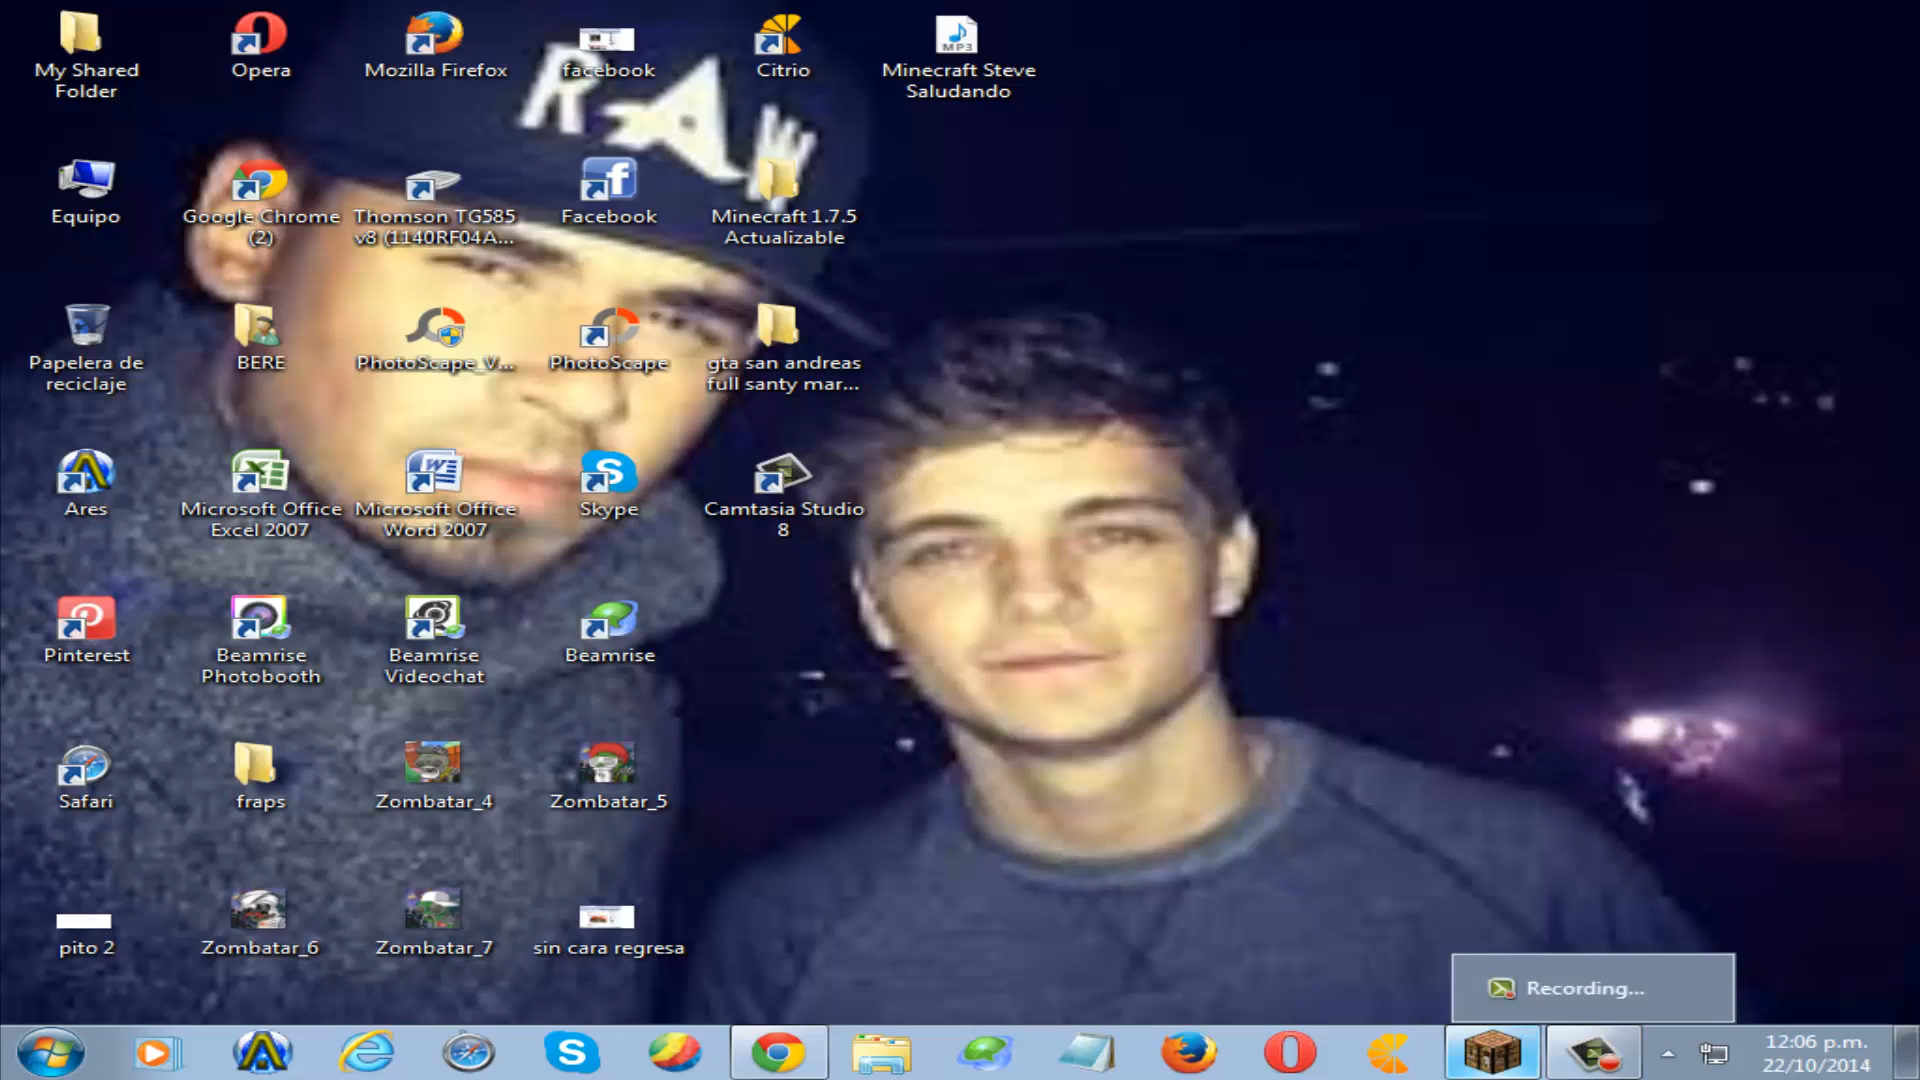 My Shared
Folder
Opera
Mozilla Firefox
facebook
Citrio
MP3
Minecraft Steve
Saludando
RAW
Equipo
Google Chrome
(2)
Thomson TG585
v8 (1140RF04A...
f
Facebook
Minecraft 1.7.5
Actualizable
Papelera de
reciclaje
BERE
PhotoScape_V...
PhotoScape
gta san andreas
full santy mar...
Ares
Microsoft Office
Excel 2007
W
Microsoft Office
Word 2007
S
Skype
Camtasia Studio
8
Pinterest
Beamrise
Photobooth
Beamrise
Videochat
Beamrise
Safari
fraps
Zombatar_4
Zombatar_5
pito 2
Zombatar_6
Zombatar_7
sin cara regresa
Recording...
S
12:06 p.m.
22/10/2014